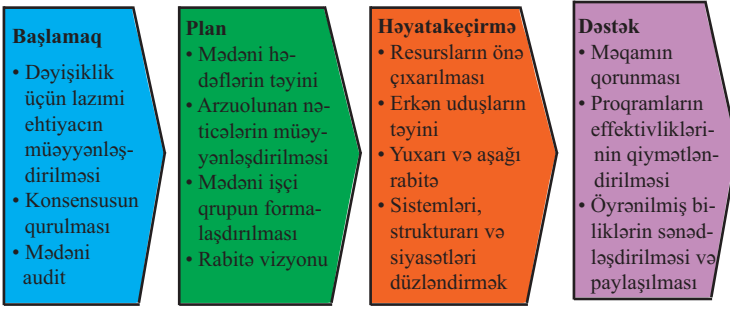 Başlamaq
• Dəyişiklik
üçün lazımi
ehtiyacın
müəyyənləş-
dirilməsi
• Konsensusun
qurulması
• Mədəni
audit
Plan
• Mədəni hə-
dəflərin təyini
• Arzuolunan nə-
ticələrin müəy-
yənləşdirilməsi
• Mədəni işçi
qrupun forma-
laşdırılması
• Rabitə vizyonu
Həyatakeçirmə
• Resursların önə
çıxarılması
• Erkən uduşların
təyini
• Yuxarı və aşağı
rabitə
• Sistemləri,
strukturarı və
siyasətləri
düzləndirmək
Dəstək
• Məqamın
qorunması
• Proqramların
effektivliklәri-
nin qiymətlən-
dirilməsi
• Öyrənilmiş bi-
liklərin sənəd-
ləşdirilməsi və
paylaşılması